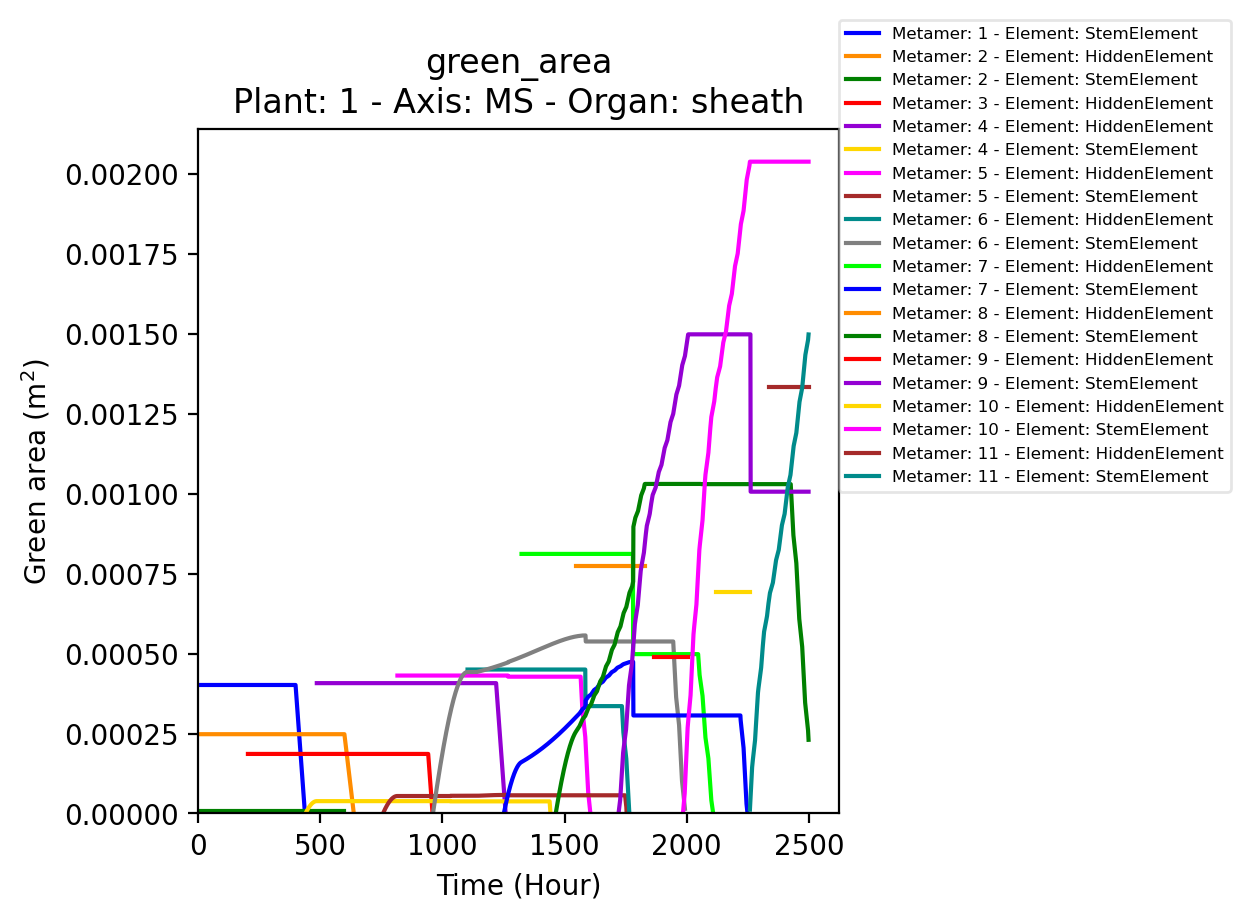 green_area
Plant: 1 - Axis: MS - Organ: sheath
Metamer: 1 - Element: StemElement
Metamer: 2 - Element: HiddenElement
Metamer: 2 - Element: StemElement
Metamer: 3 - Element: HiddenElement
Metamer: 4 - Element: HiddenElement
Metamer: 4 - Element: StemElement
Metamer: 5 - Element: HiddenElement
Metamer: 5 - Element: StemElement
Metamer: 6 - Element: HiddenElement
Metamer: 6 - Element: StemElement
Metamer: 7 - Element: HiddenElement
Metamer: 7 - Element: StemElement
Metamer: 8 - Element: HiddenElement
Metamer: 8 - Element: StemElement
Metamer: 9 - Element: HiddenElement
Metamer: 9 - Element: StemElement
Metamer: 10 - Element: HiddenElement
Metamer: 10 - Element: StemElement
Metamer: 11 - Element: HiddenElement
Metamer: 11 - Element: StemElement
Green area (m²)
0.00200
0.00175
0.00150
0.00125
0.00100
0.00075
0.00050
0.00025
0.00000
0 500 1000 1500 2000 2500
Time (Hour)